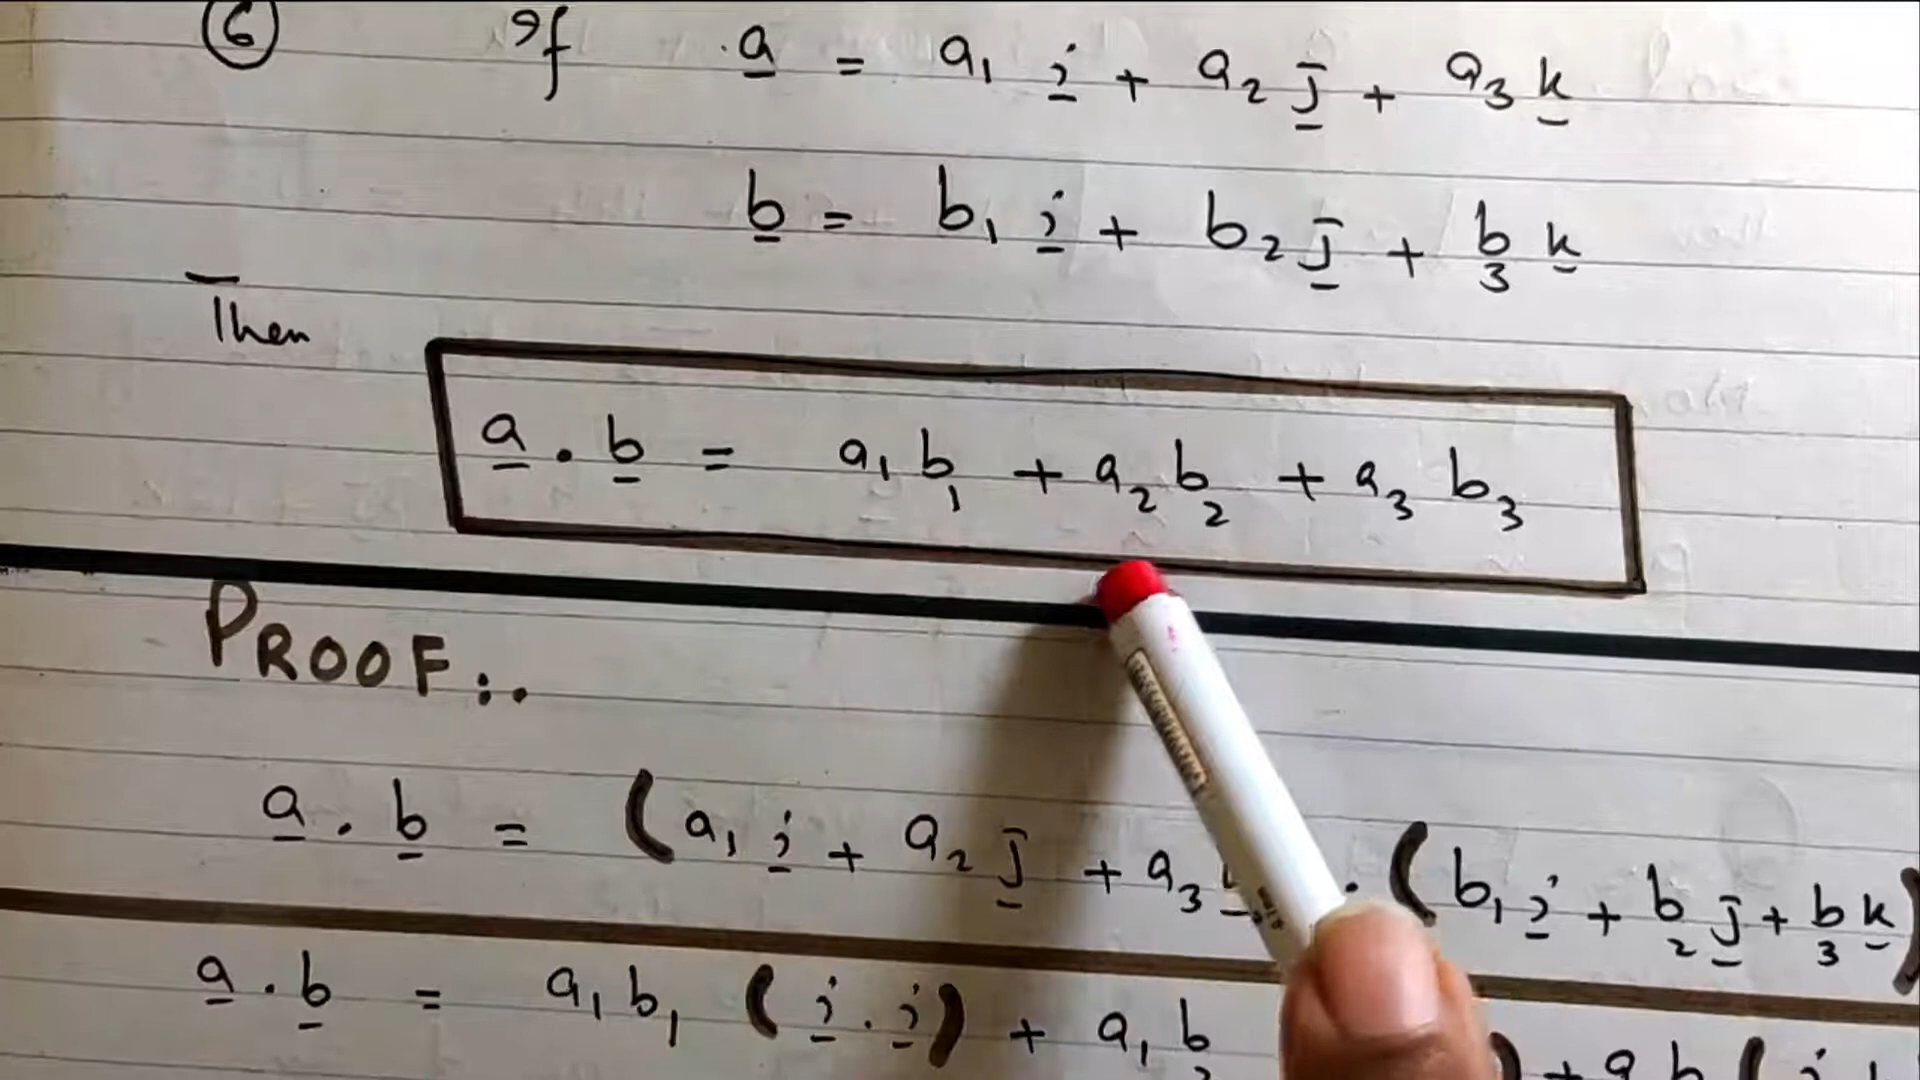 6 If a = a₁ i + a₂ j + a₃ k
b = b₁ i + b₂ j + b₃ k
Then
a . b = a₁ b₁ + a₂ b₂ + a₃ b₃
PROOF:.
a . b = (a₁ i + a₂ j + a₃ . (b₁ i + b₂ j + b₃ k)
a . b = a₁ b₁ (i . i) + a₁ b₂ ) + a b ( i